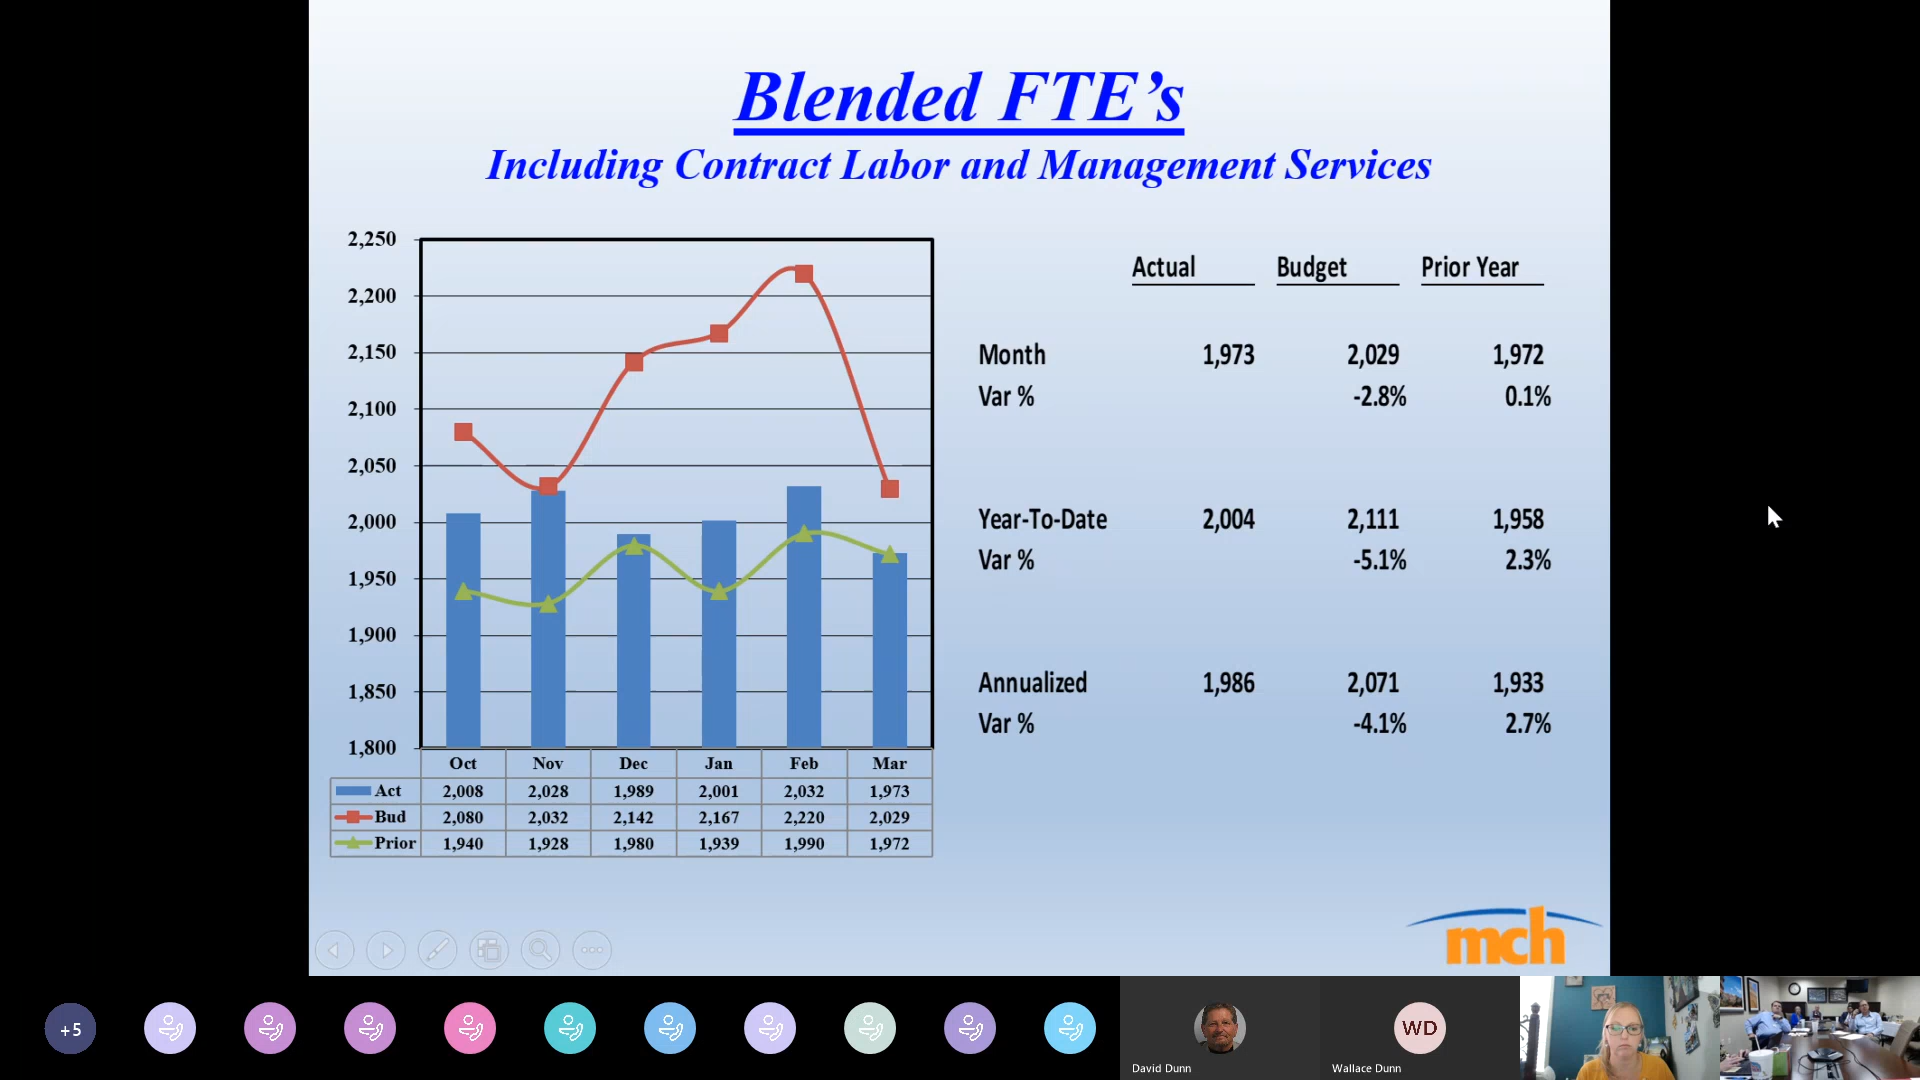 Blended FTE’s
Including Contract Labor and Management Services
2,250
2,200
2,150
2,100
2,050
2,000
1,950
1,900
1,850
1,800
Oct Nov Dec Jan Feb Mar
Act 2,008 2,028 1,989 2,001 2,032 1,973
Bud 2,080 2,032 2,142 2,167 2,220 2,029
Prior 1,940 1,928 1,980 1,939 1,990 1,972
Actual Budget Prior Year
Month 1,973 2,029 1,972
Var % -2.8% 0.1%
Year-To-Date 2,004 2,111 1,958
Var % -5.1% 2.3%
Annualized 1,986 2,071 1,933
Var % -4.1% 2.7%
mch
+5
WD
David Dunn
Wallace Dunn